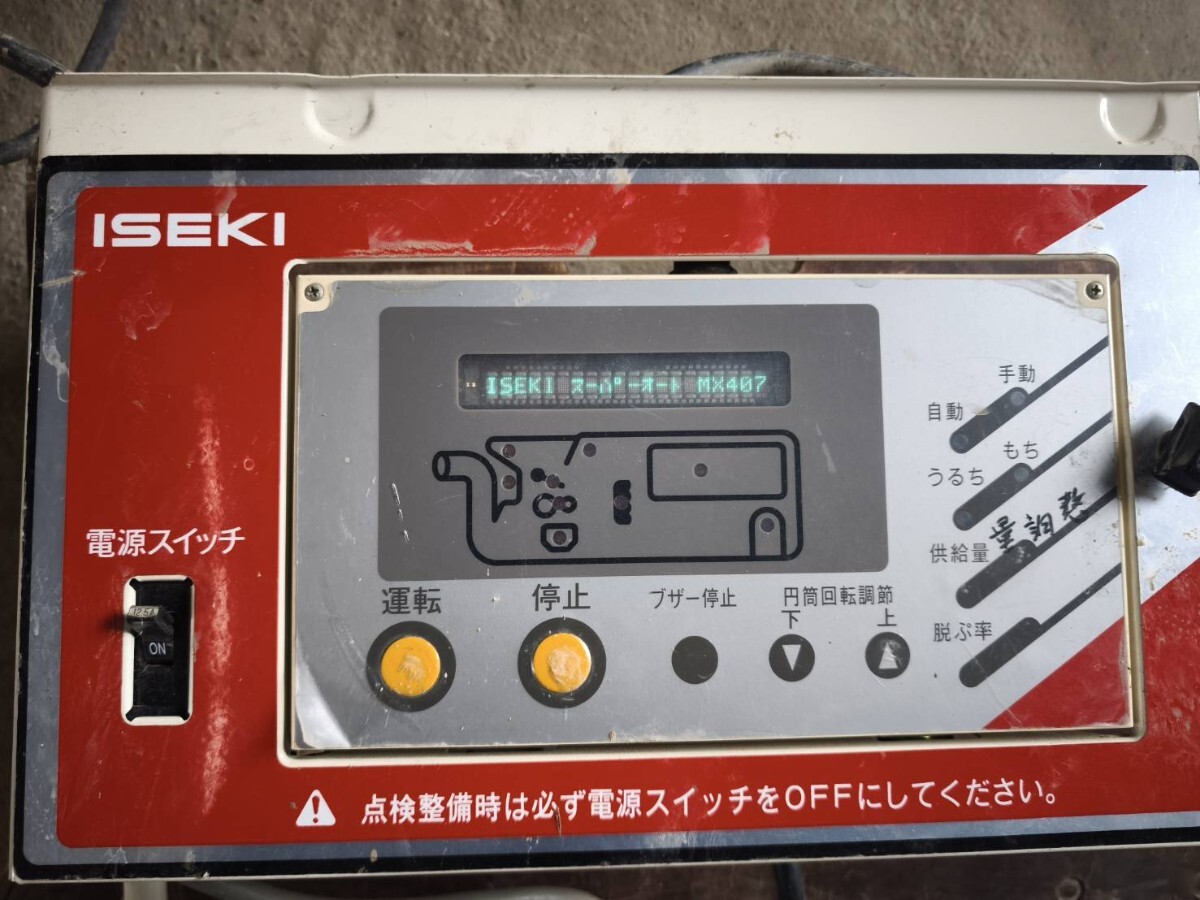 ISEKI
ISEKI スーパーオート MX407
手動
自動
もち
うるち
供給量
脱ぷ率
電源スイッチ
12.5A
ON
運転
停止
ブザー停止
円筒回転調節
下
上
点検整備時は必ず電源スイッチをOFFにしてください。